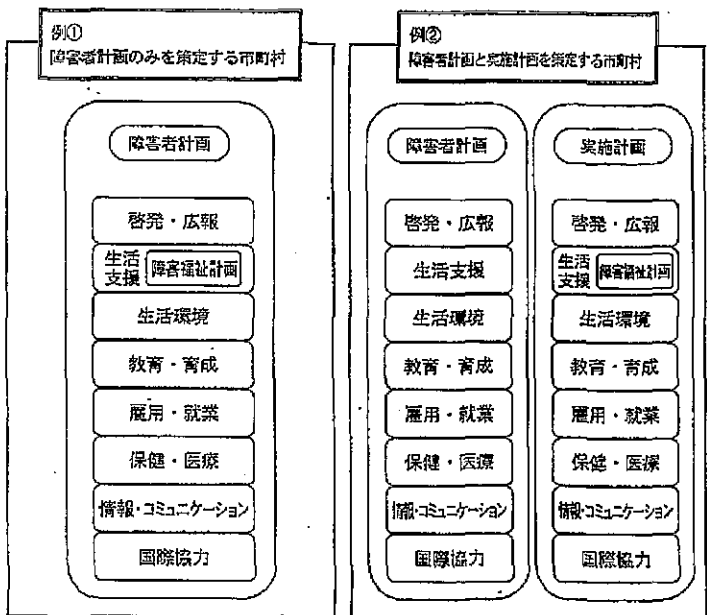 例①
障害者計画のみを策定する市町村
障害者計画
啓発・広報
生活
支援
障害福祉計画
生活環境
教育・育成
雇用・就業
保健・医療
情報・コミュニケーション
国際協力
例②
障害者計画と実施計画を策定する市町村
障害者計画
啓発・広報
生活支援
生活環境
教育・育成
雇用・就業
保健・医療
情報・コミュニケーション
国際協力
実施計画
啓発・広報
生活
支援
障害福祉計画
生活環境
教育・育成
雇用・就業
保健・医療
情報・コミュニケーション
国際協力